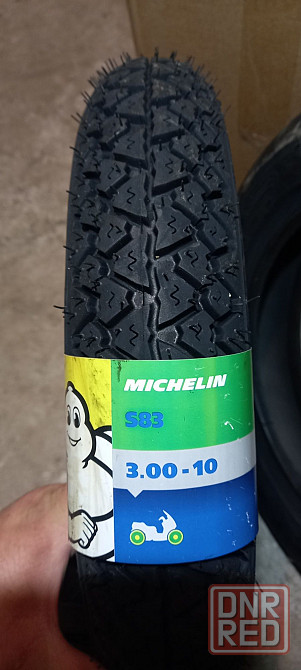 MICHELIN
S83
3.00 - 10
DNR
RED